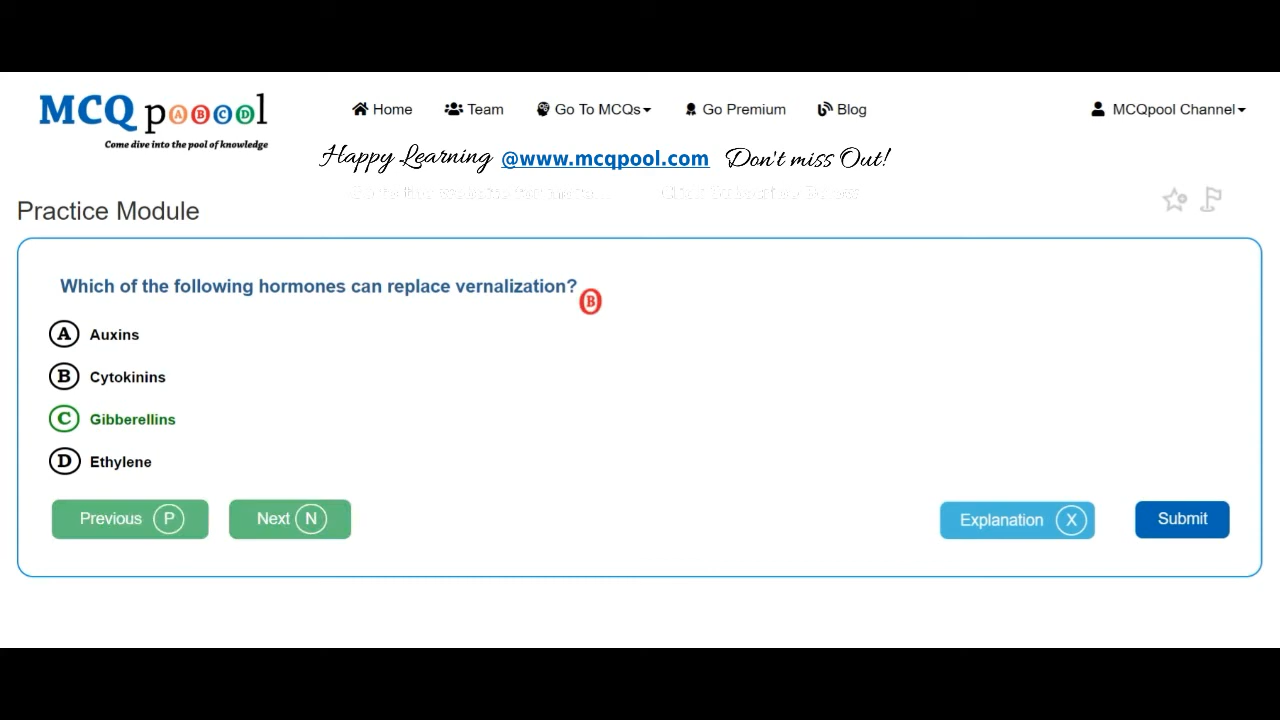 MCQ pABCDl
Come dive into the pool of knowledge
Home Team Go To MCQs Go Premium Blog MCQpool Channel
Happy Learning @www.mcqpool.com Don't miss Out!
Practice Module
Which of the following hormones can replace vernalization?
B
A Auxins
B Cytokinins
C Gibberellins
D Ethylene
Previous P Next N Explanation X Submit